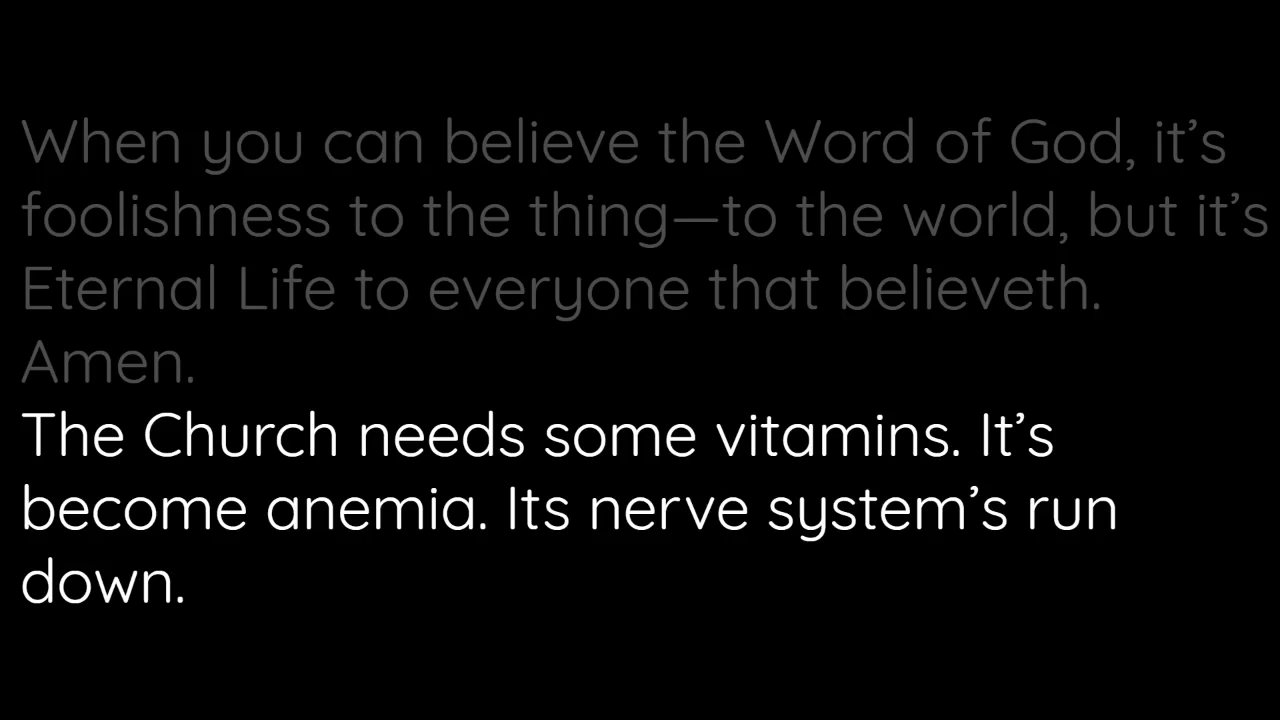 When you can believe the Word of God, it’s
foolishness to the thing—to the world, but it’s
Eternal Life to everyone that believeth.
Amen.
The Church needs some vitamins. It’s
become anemia. Its nerve system’s run
down.